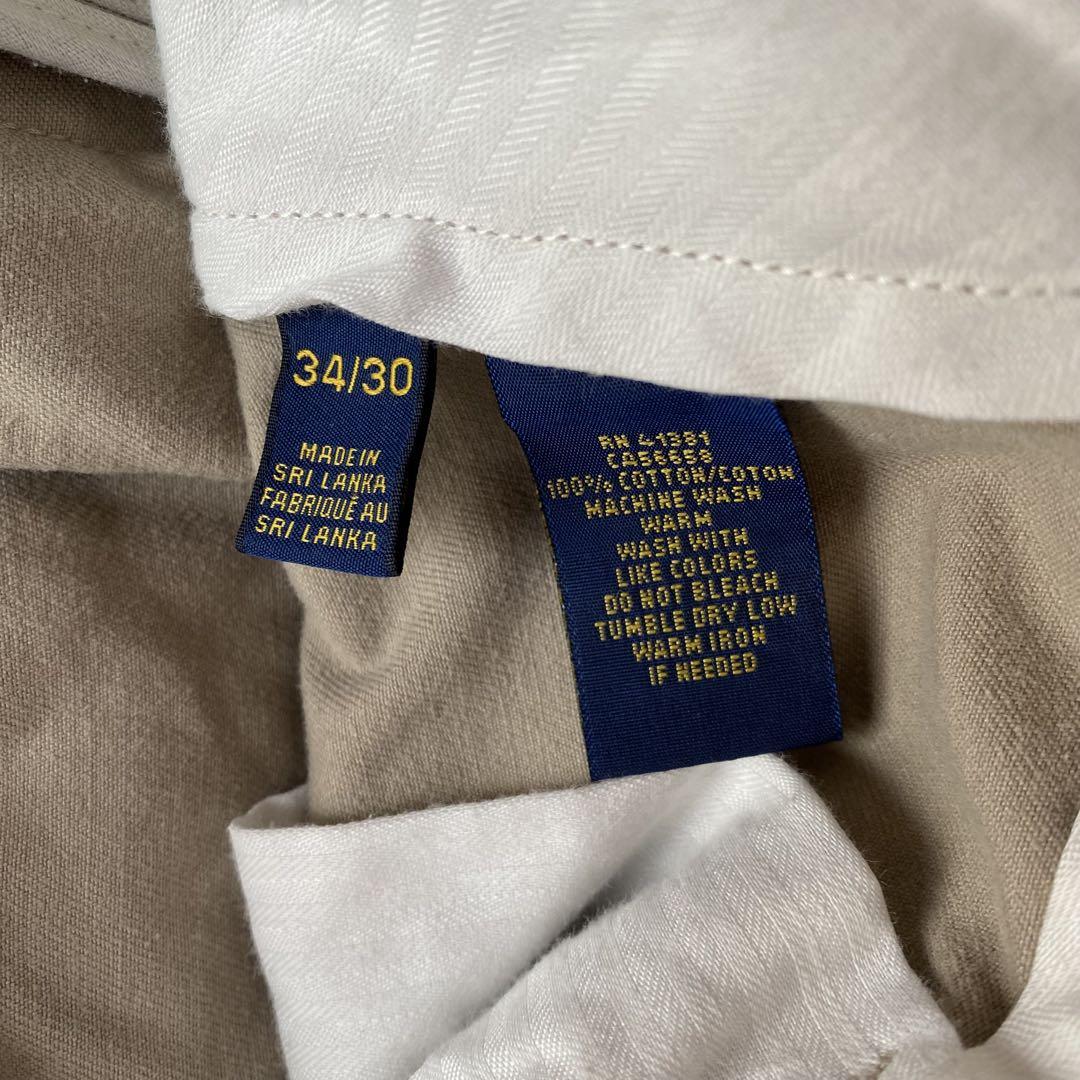 34/30
MADE IN
SRI LANKA
FABRIQUÉ AU
SRI LANKA
RN 41381
CA56658
100% COTTON/COTON
MACHINE WASH
WARM
WASH WITH
LIKE COLORS
DO NOT BLEACH
TUMBLE DRY LOW
WARM IRON
IF NEEDED